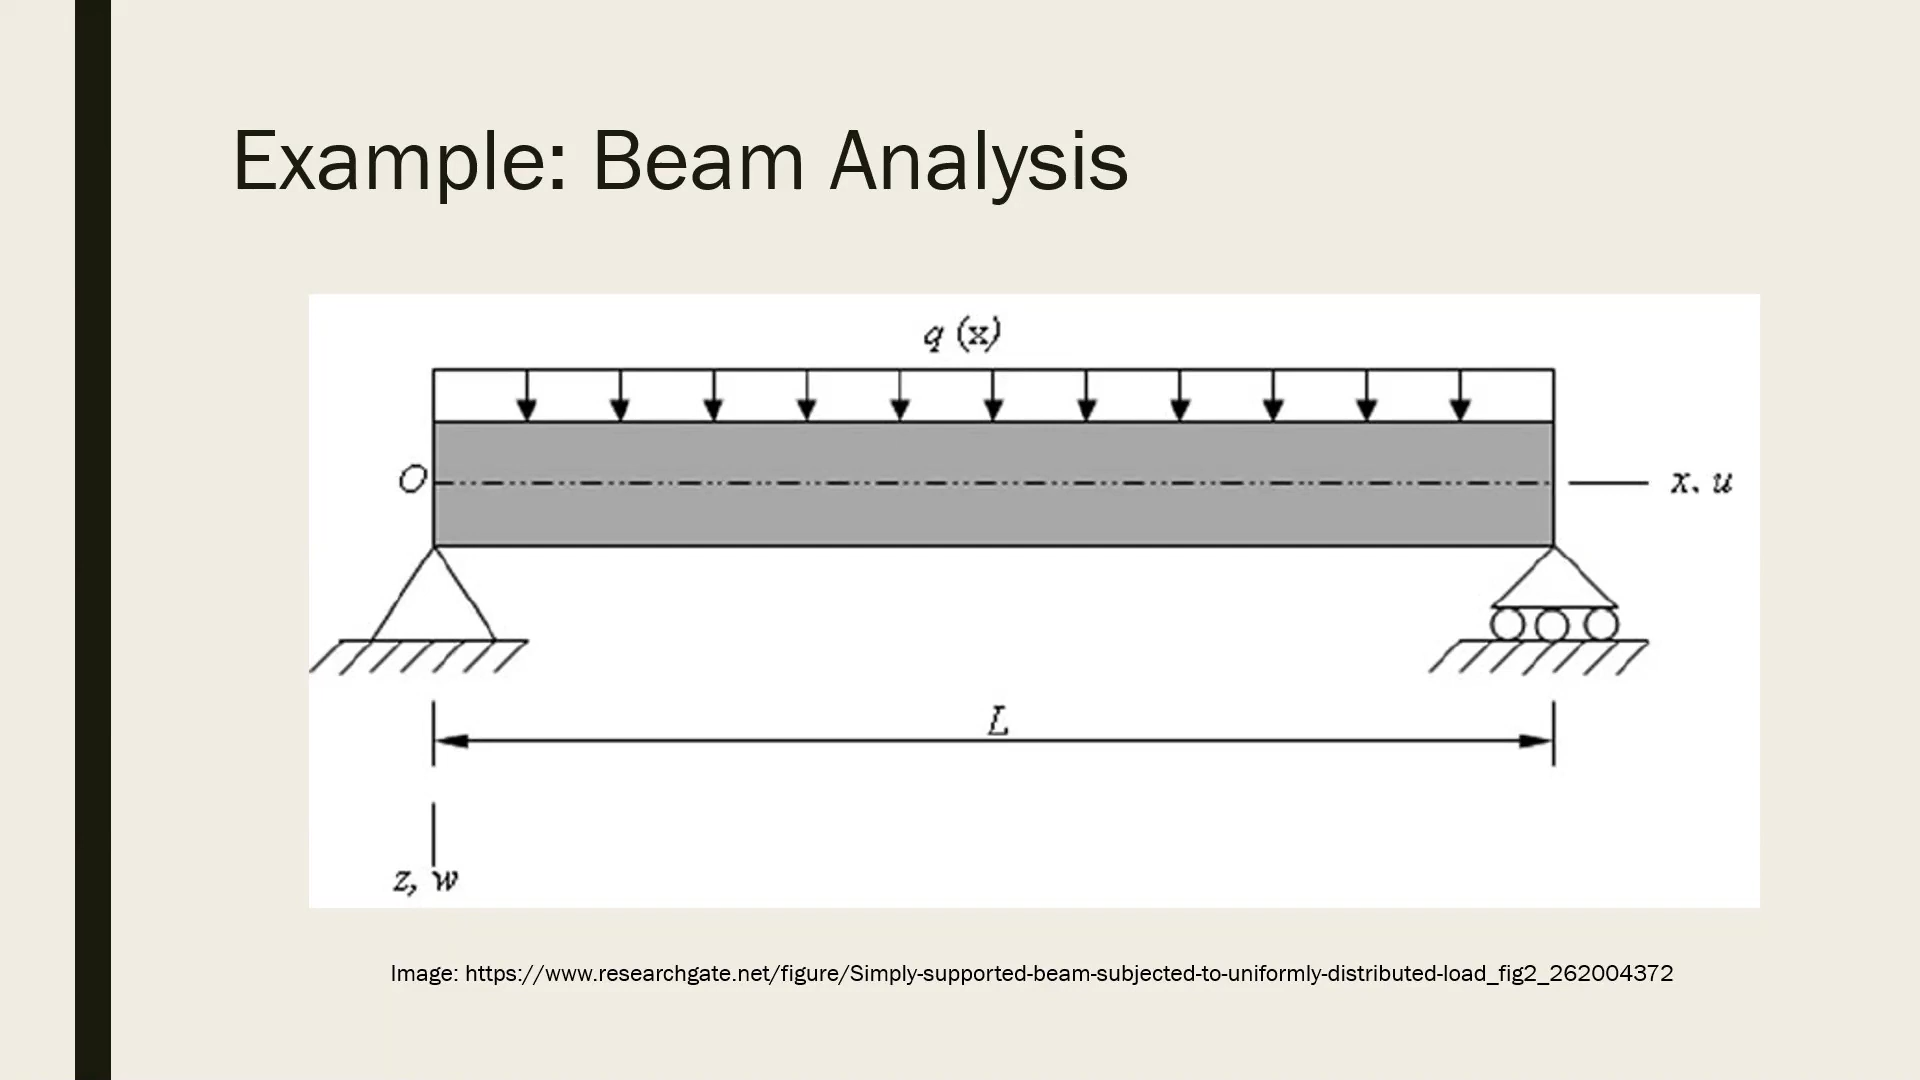 Example: Beam Analysis
q (x)
O
x. u
L
z, w
Image: https://www.researchgate.net/figure/Simply-supported-beam-subjected-to-uniformly-distributed-load_fig2_262004372